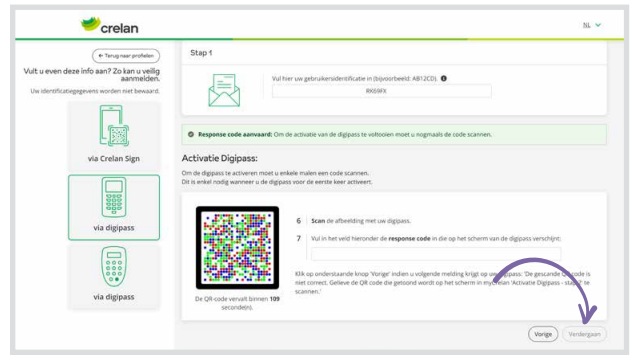 crelan
NL
← Terug naar profielen
Vult u even deze info aan? Zo kan u veilig
aanmelden.
Uw identificatiegegevens worden niet bewaard.
via Crelan Sign
via digipass
via digipass
Stap 1
Vul hier uw gebruikersidentificatie in (bijvoorbeeld: AB12CD).
RK69FX
Response code aanvaard: Om de activatie van de digipass te voltooien moet u nogmaals de code scannen.
Activatie Digipass:
Om de digipass te activeren moet u enkele malen een code scannen.
Dit is enkel nodig wanneer u de digipass voor de eerste keer activeert.
De QR-code vervalt binnen 109
seconde(n).
6 Scan de afbeelding met uw digipass.
7 Vul in het veld hieronder de response code in die op het scherm van de digipass verschijnt:
Klik op onderstaande knop 'Vorige' indien u volgende melding krijgt op uw digipass: 'De gescande QR code is
niet correct. Gelieve de QR code die getoond wordt op het scherm in myCrelan 'Activatie Digipass - stap' te
scannen.'
Vorige
Verdergaan